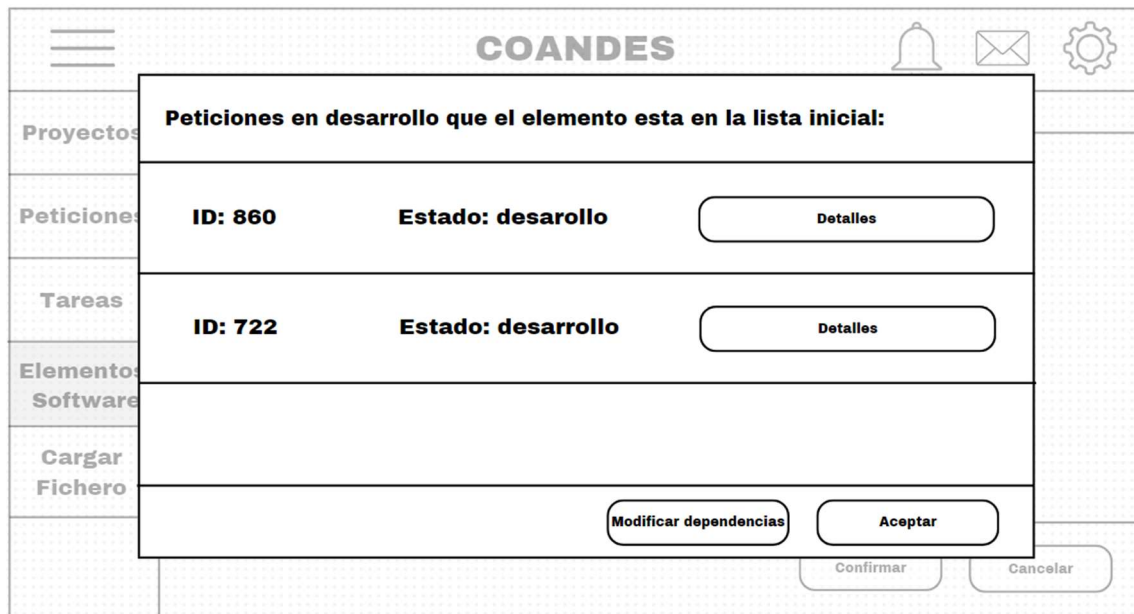 COANDES
Proyectos
Peticiones
Tareas
Elementos
Software
Cargar
Fichero
Peticiones en desarrollo que el elemento esta en la lista inicial:
ID: 860 Estado: desarollo Detalles
ID: 722 Estado: desarrollo Detalles
Modificar dependencias Aceptar
Confirmar Cancelar